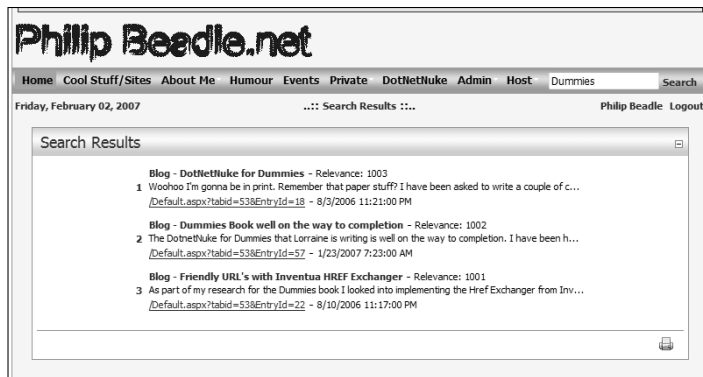 Philip Beadle.net
Home Cool Stuff/Sites About Me Humour Events Private DotNetNuke Admin Host Dummies Search
Friday, February 02, 2007 ..:: Search Results ::.. Philip Beadle Logout
Search Results
Blog - DotNetNuke for Dummies - Relevance: 1003
1 Woohoo I'm gonna be in print. Remember that paper stuff? I have been asked to write a couple of c...
/Default.aspx?tabid=53&EntryId=18 - 8/3/2006 11:21:00 PM
Blog - Dummies Book well on the way to completion - Relevance: 1002
2 The DotnetNuke for Dummies that Lorraine is writing is well on the way to completion. I have been h...
/Default.aspx?tabid=53&EntryId=57 - 1/23/2007 7:23:00 AM
Blog - Friendly URL's with Inventua HREF Exchanger - Relevance: 1001
3 As part of my research for the Dummies book I looked into implementing the Href Exchanger from Inv...
/Default.aspx?tabid=53&EntryId=22 - 8/10/2006 11:17:00 PM